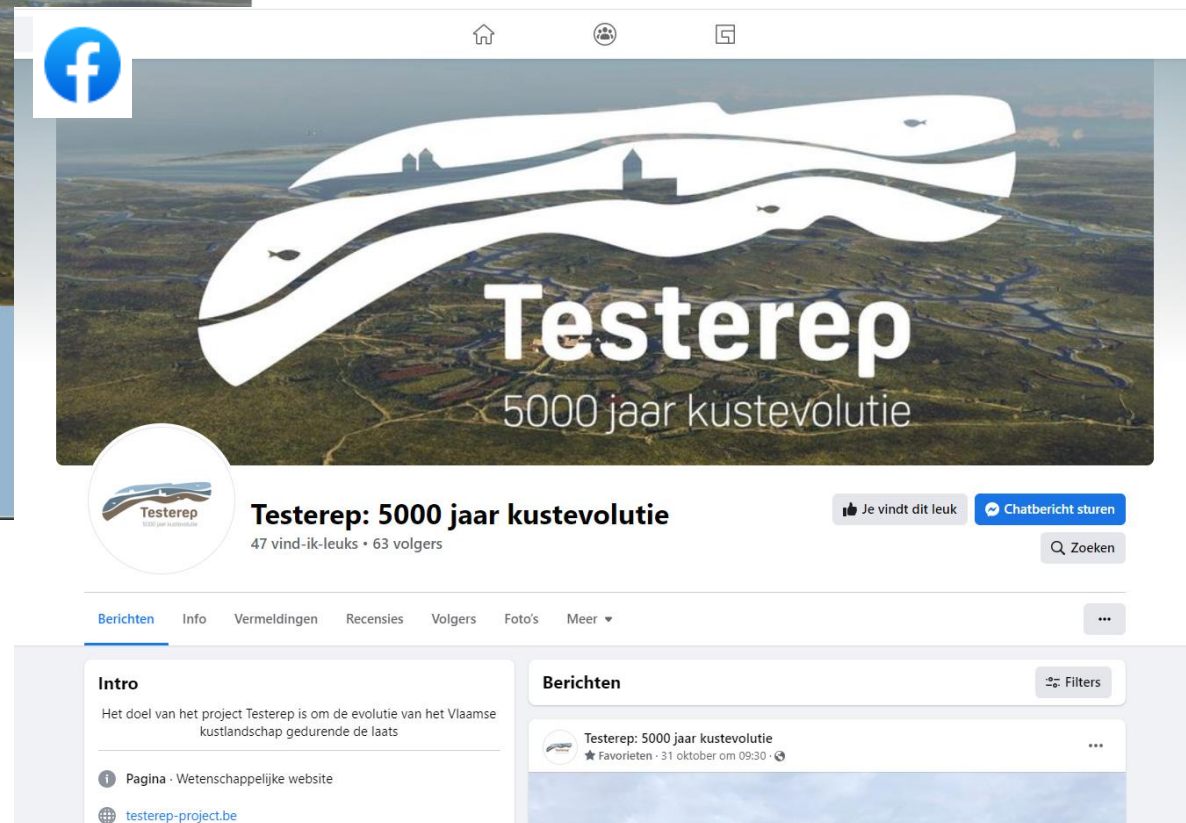 Testerep
5000 jaar kustevolutie
Testerep
5000 jaar kustevolutie
Testerep: 5000 jaar kustevolutie
47 vind-ik-leuks • 63 volgers
Je vindt dit leuk
Chatbericht sturen
Zoeken
Berichten Info Vermeldingen Recensies Volgers Foto's Meer
Intro
Het doel van het project Testerep is om de evolutie van het Vlaamse
kustlandschap gedurende de laats
Pagina · Wetenschappelijke website
testerep-project.be
Berichten
Filters
Testerep: 5000 jaar kustevolutie
Favorieten · 31 oktober om 09:30 ·